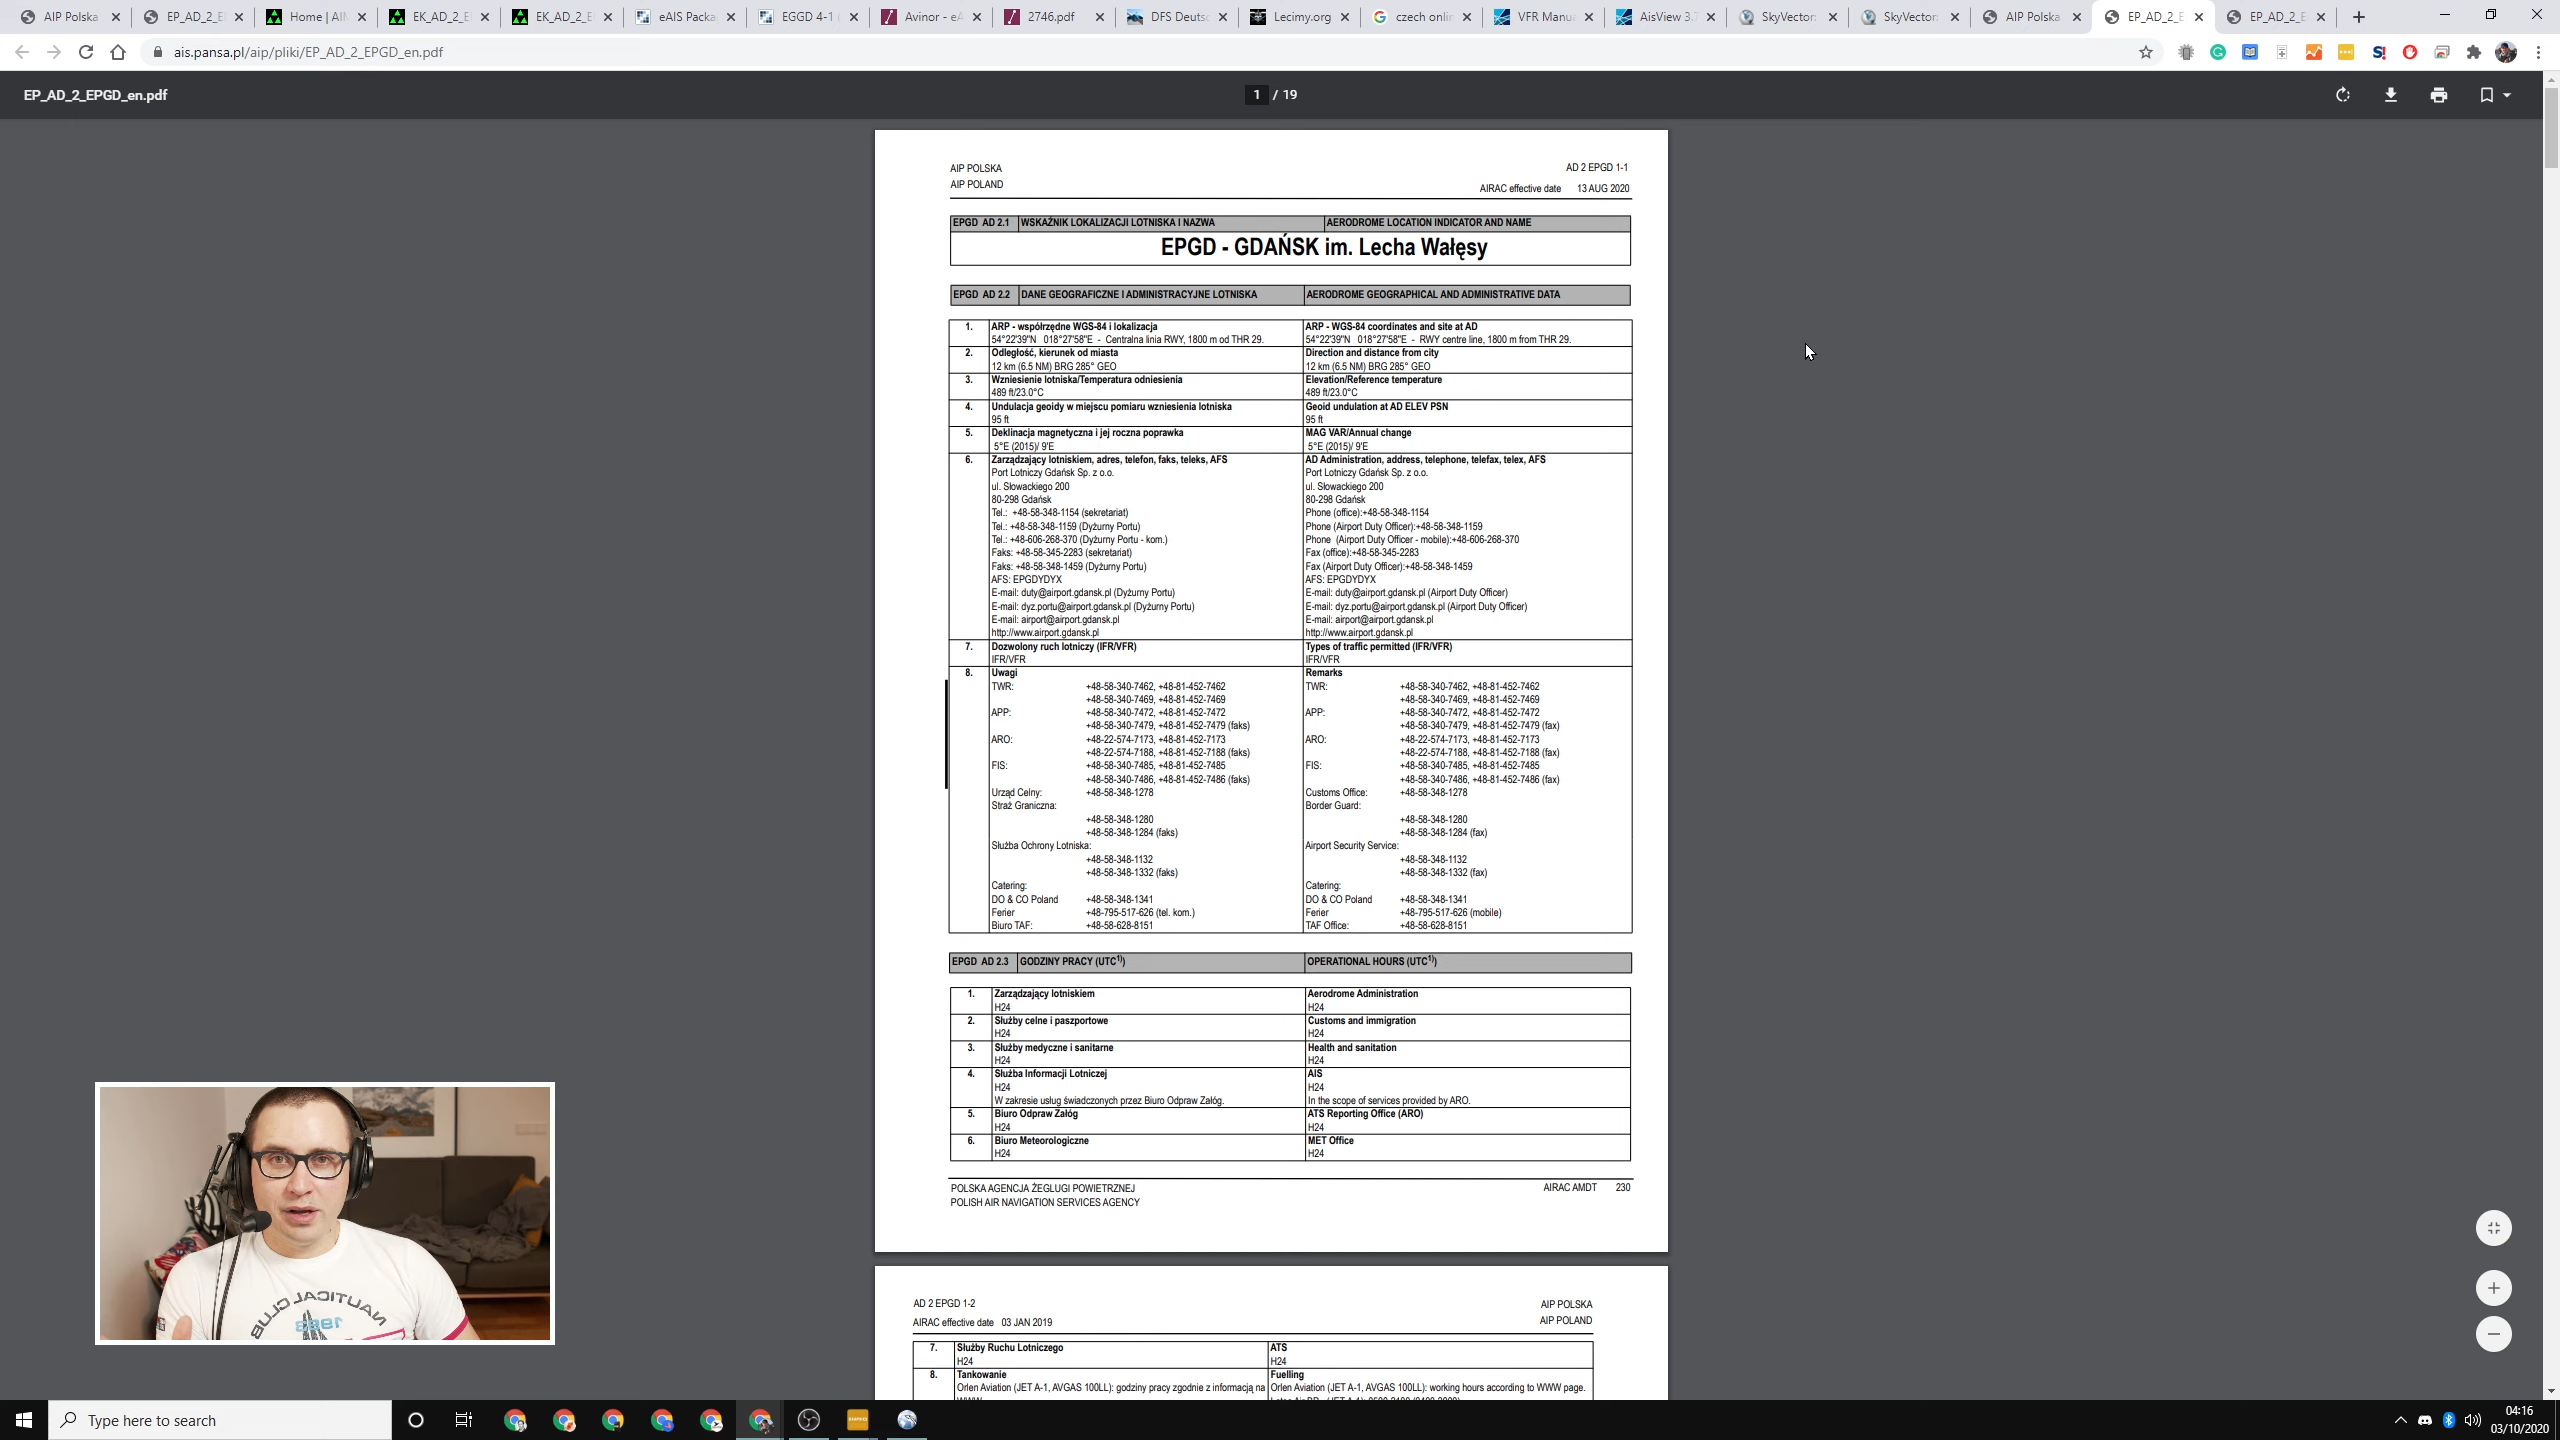 AIP Polska
EP_AD_2_E
Home | AI
EK_AD_2_E
EK_AD_2_E
eAIS Packa
EGGD 4-1
Avinor - eA
2746.pdf
DFS Deutsc
Lecimy.org
czech onlin
VFR Manua
AisView 3.
SkyVector:
SkyVector:
AIP Polska
EP_AD_2_E
EP_AD_2_E
ais.pansa.pl/aip/pliki/EP_AD_2_EPGD_en.pdf
EP_AD_2_EPGD_en.pdf
1 / 19
AIP POLSKA
AD 2 EPGD 1-1
AIP POLAND
AIRAC effective date 13 AUG 2020
EPGD AD 2.1 WSKAŹNIK LOKALIZACJI LOTNISKA I NAZWA AERODROME LOCATION INDICATOR AND NAME
EPGD - GDAŃSK im. Lecha Wałęsy
EPGD AD 2.2 DANE GEOGRAFICZNE I ADMINISTRACYJNE LOTNISKA AERODROME GEOGRAPHICAL AND ADMINISTRATIVE DATA
1. ARP - współrzędne WGS-84 i lokalizacja ARP - WGS-84 coordinates and site at AD
54°22'39"N 018°27'58"E - Centralna linia RWY, 1800 m od THR 29. 54°22'39"N 018°27'58"E - RWY centre line, 1800 m from THR 29.
2. Odległość, kierunek od miasta Direction and distance from city
12 km (6.5 NM) BRG 285° GEO 12 km (6.5 NM) BRG 285° GEO
3. Wzniesienie lotniska/Temperatura odniesienia Elevation/Reference temperature
489 ft/23.0°C 489 ft/23.0°C
4. Undulacja geoidy w miejscu pomiaru wzniesienia lotniska Geoid undulation at AD ELEV PSN
95 ft 95 ft
5. Deklinacja magnetyczna i jej roczna poprawka MAG VAR/Annual change
5°E (2015)/ 9'E 5°E (2015)/ 9'E
6. Zarządzający lotniskiem, adres, telefon, faks, teleks, AFS AD Administration, address, telephone, telefax, telex, AFS
Port Lotniczy Gdańsk Sp. z o.o. Port Lotniczy Gdańsk Sp. z o.o.
ul. Słowackiego 200 ul. Słowackiego 200
80-298 Gdańsk 80-298 Gdańsk
Tel.: +48-58-348-1154 (sekretariat) Phone (office):+48-58-348-1154
Tel.: +48-58-348-1159 (Dyżurny Portu) Phone (Airport Duty Officer):+48-58-348-1159
Tel.: +48-606-268-370 (Dyżurny Portu - kom.) Phone (Airport Duty Officer - mobile):+48-606-268-370
Faks: +48-58-345-2283 (sekretariat) Fax (office):+48-58-345-2283
Faks: +48-58-348-1459 (Dyżurny Portu) Fax (Airport Duty Officer):+48-58-348-1459
AFS: EPGDYDYX AFS: EPGDYDYX
E-mail: duty@airport.gdansk.pl (Dyżurny Portu) E-mail: duty@airport.gdansk.pl (Airport Duty Officer)
E-mail: dyz.portu@airport.gdansk.pl (Dyżurny Portu) E-mail: dyz.portu@airport.gdansk.pl (Airport Duty Officer)
E-mail: airport@airport.gdansk.pl E-mail: airport@airport.gdansk.pl
http://www.airport.gdansk.pl http://www.airport.gdansk.pl
7. Dozwolony ruch lotniczy (IFR/VFR) Types of traffic permitted (IFR/VFR)
IFR/VFR IFR/VFR
8. Uwagi Remarks
TWR: +48-58-340-7462, +48-81-452-7462 TWR: +48-58-340-7462, +48-81-452-7462
+48-58-340-7469, +48-81-452-7469 +48-58-340-7469, +48-81-452-7469
APP: +48-58-340-7472, +48-81-452-7472 APP: +48-58-340-7472, +48-81-452-7472
+48-58-340-7479, +48-81-452-7479 (faks) +48-58-340-7479, +48-81-452-7479 (fax)
ARO: +48-22-574-7173, +48-81-452-7173 ARO: +48-22-574-7173, +48-81-452-7173
+48-22-574-7188, +48-81-452-7188 (faks) +48-22-574-7188, +48-81-452-7188 (fax)
FIS: +48-58-340-7485, +48-81-452-7485 FIS: +48-58-340-7485, +48-81-452-7485
+48-58-340-7486, +48-81-452-7486 (faks) +48-58-340-7486, +48-81-452-7486 (fax)
Urząd Celny: +48-58-348-1278 Customs Office: +48-58-348-1278
Straż Graniczna: Border Guard:
+48-58-348-1280 +48-58-348-1280
+48-58-348-1284 (faks) +48-58-348-1284 (fax)
Służba Ochrony Lotniska: Airport Security Service:
+48-58-348-1132 +48-58-348-1132
+48-58-348-1332 (faks) +48-58-348-1332 (fax)
Catering: Catering:
DO & CO Poland +48-58-348-1341 DO & CO Poland +48-58-348-1341
Ferier +48-795-517-626 (tel. kom.) Ferier +48-795-517-626 (mobile)
Biuro TAF: +48-58-628-8151 TAF Office: +48-58-628-8151
EPGD AD 2.3 GODZINY PRACY (UTC1)) OPERATIONAL HOURS (UTC1))
1. Zarządzający lotniskiem Aerodrome Administration
H24 H24
2. Służby celne i paszportowe Customs and immigration
H24 H24
3. Służby medyczne i sanitarne Health and sanitation
H24 H24
4. Służba Informacji Lotniczej AIS
H24 H24
W zakresie usług świadczonych przez Biuro Odpraw Załóg. In the scope of services provided by ARO.
5. Biuro Odpraw Załóg ATS Reporting Office (ARO)
H24 H24
6. Biuro Meteorologiczne MET Office
H24 H24
POLSKA AGENCJA ŻEGLUGI POWIETRZNEJ AIRAC AMDT 230
POLISH AIR NAVIGATION SERVICES AGENCY
AD 2 EPGD 1-2 AIP POLSKA
AIRAC effective date 03 JAN 2019 AIP POLAND
7. Służby Ruchu Lotniczego ATS
H24 H24
8. Tankowanie Fuelling
Orlen Aviation (JET A-1, AVGAS 100LL): godziny pracy zgodnie z informacją na Orlen Aviation (JET A-1, AVGAS 100LL): working hours according to WWW page.
NAUTICAL CLUB
1983
Type here to search
04:16
03/10/2020